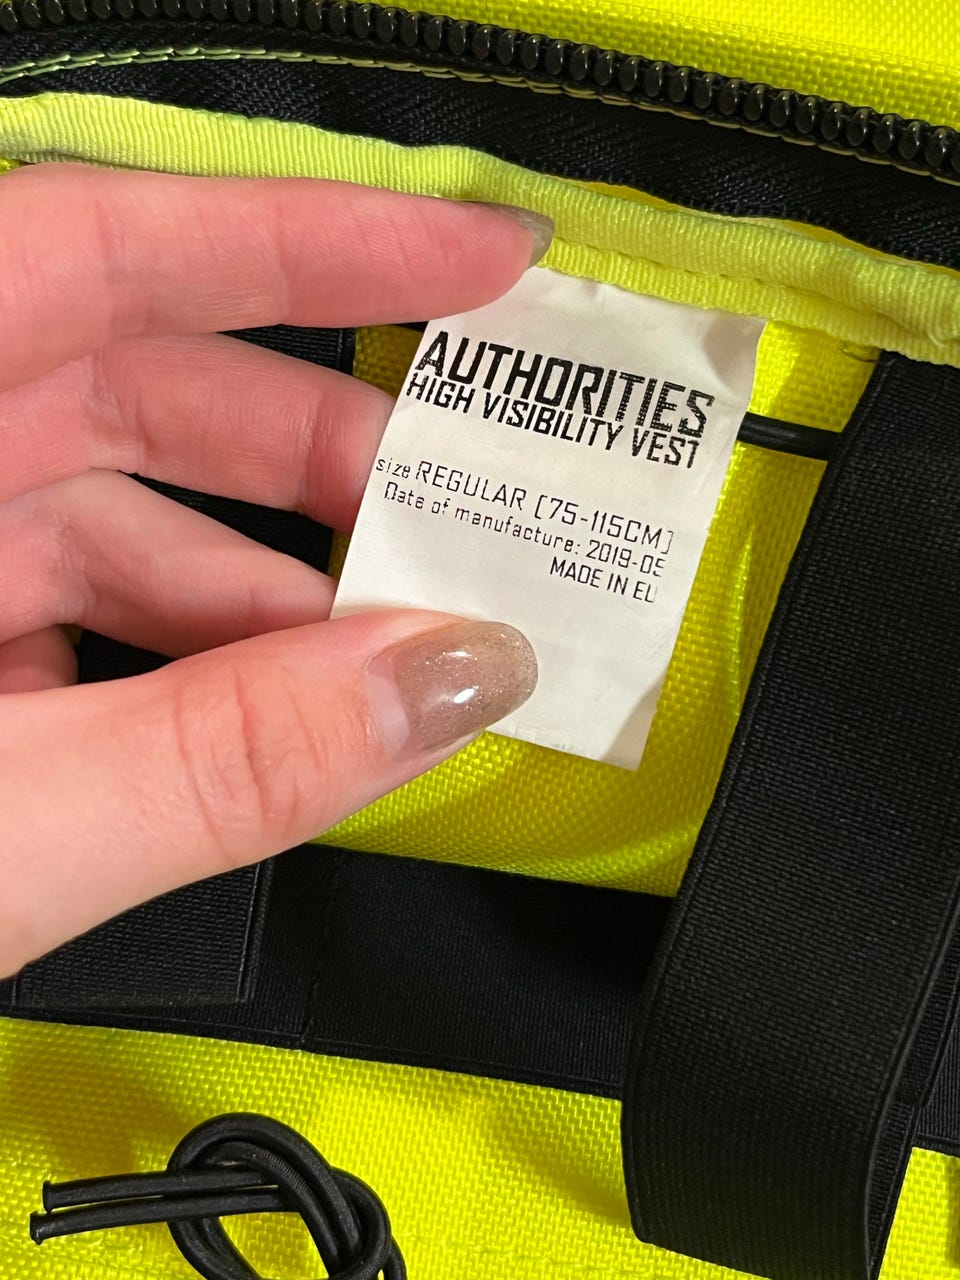 AUTHORITIES
HIGH VISIBILITY VEST
size REGULAR [75-115CM]
Date of manufacture: 2019-05
MADE IN EU